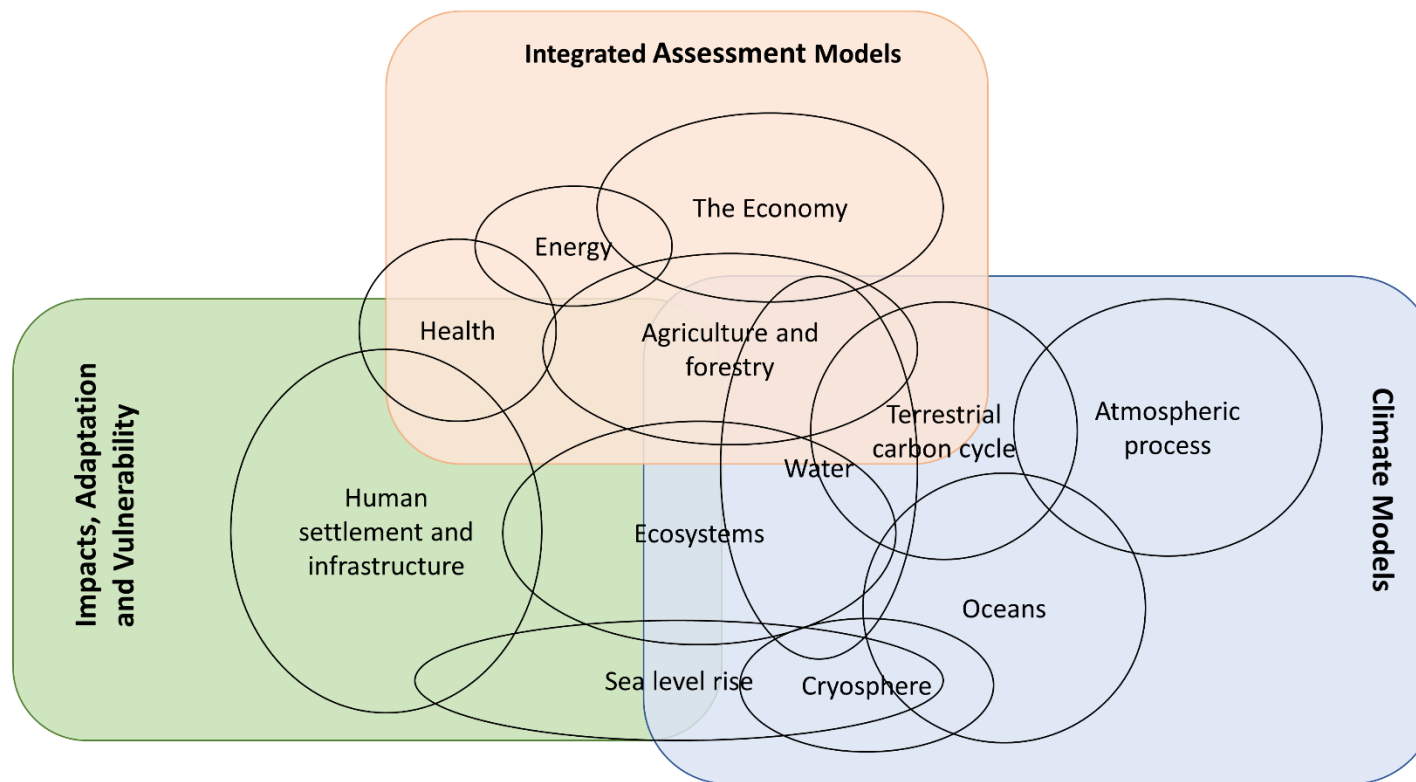 Integrated Assessment Models
The Economy
Energy
Health
Agriculture and
forestry
Impacts, Adaptation
and Vulnerability
Terrestrial
carbon cycle
Atmospheric
process
Climate Models
Water
Human
settlement and
infrastructure
Ecosystems
Oceans
Sea level rise
Cryosphere